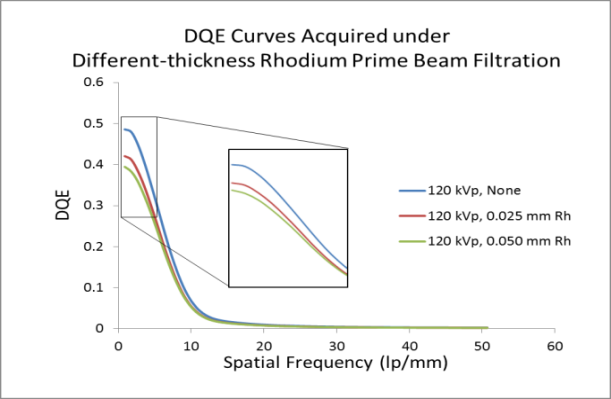 DQE Curves Acquired under
Different-thickness Rhodium Prime Beam Filtration
0.6
0.5
0.4
0.3
0.2
0.1
0
DQE
120 kVp, None
120 kVp, 0.025 mm Rh
120 kVp, 0.050 mm Rh
0 10 20 30 40 50 60
Spatial Frequency (lp/mm)